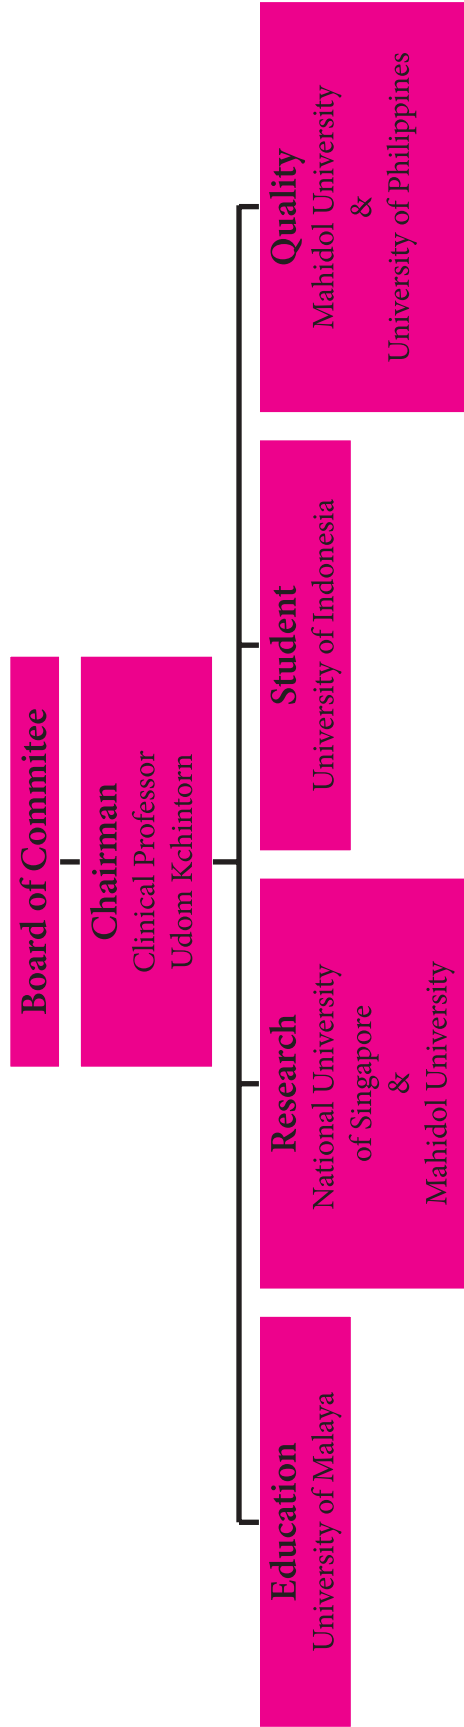 Board of Commitee
Chairman
Clinical Professor
Udom Kchintorn
Education
University of Malaya
Research
National University
of Singapore
&
Mahidol University
Student
University of Indonesia
Quality
Mahidol University
&
University of Philippines